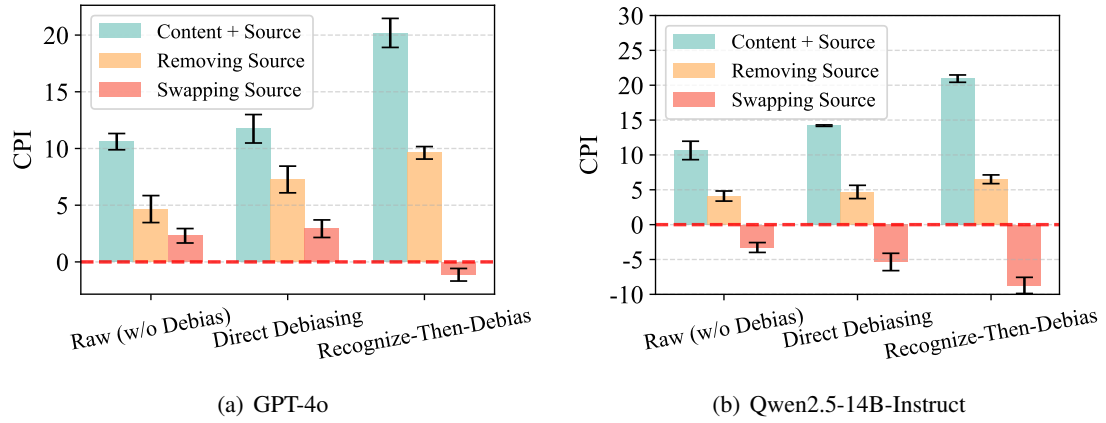 20
15
10
5
0
CPI
Content + Source
Removing Source
Swapping Source
Raw (w/o Debias)
Direct Debiasing
Recognize-Then-Debias
(a) GPT-4o
30
25
20
15
10
5
0
-5
-10
CPI
Content + Source
Removing Source
Swapping Source
Raw (w/o Debias)
Direct Debiasing
Recognize-Then-Debias
(b) Qwen2.5-14B-Instruct